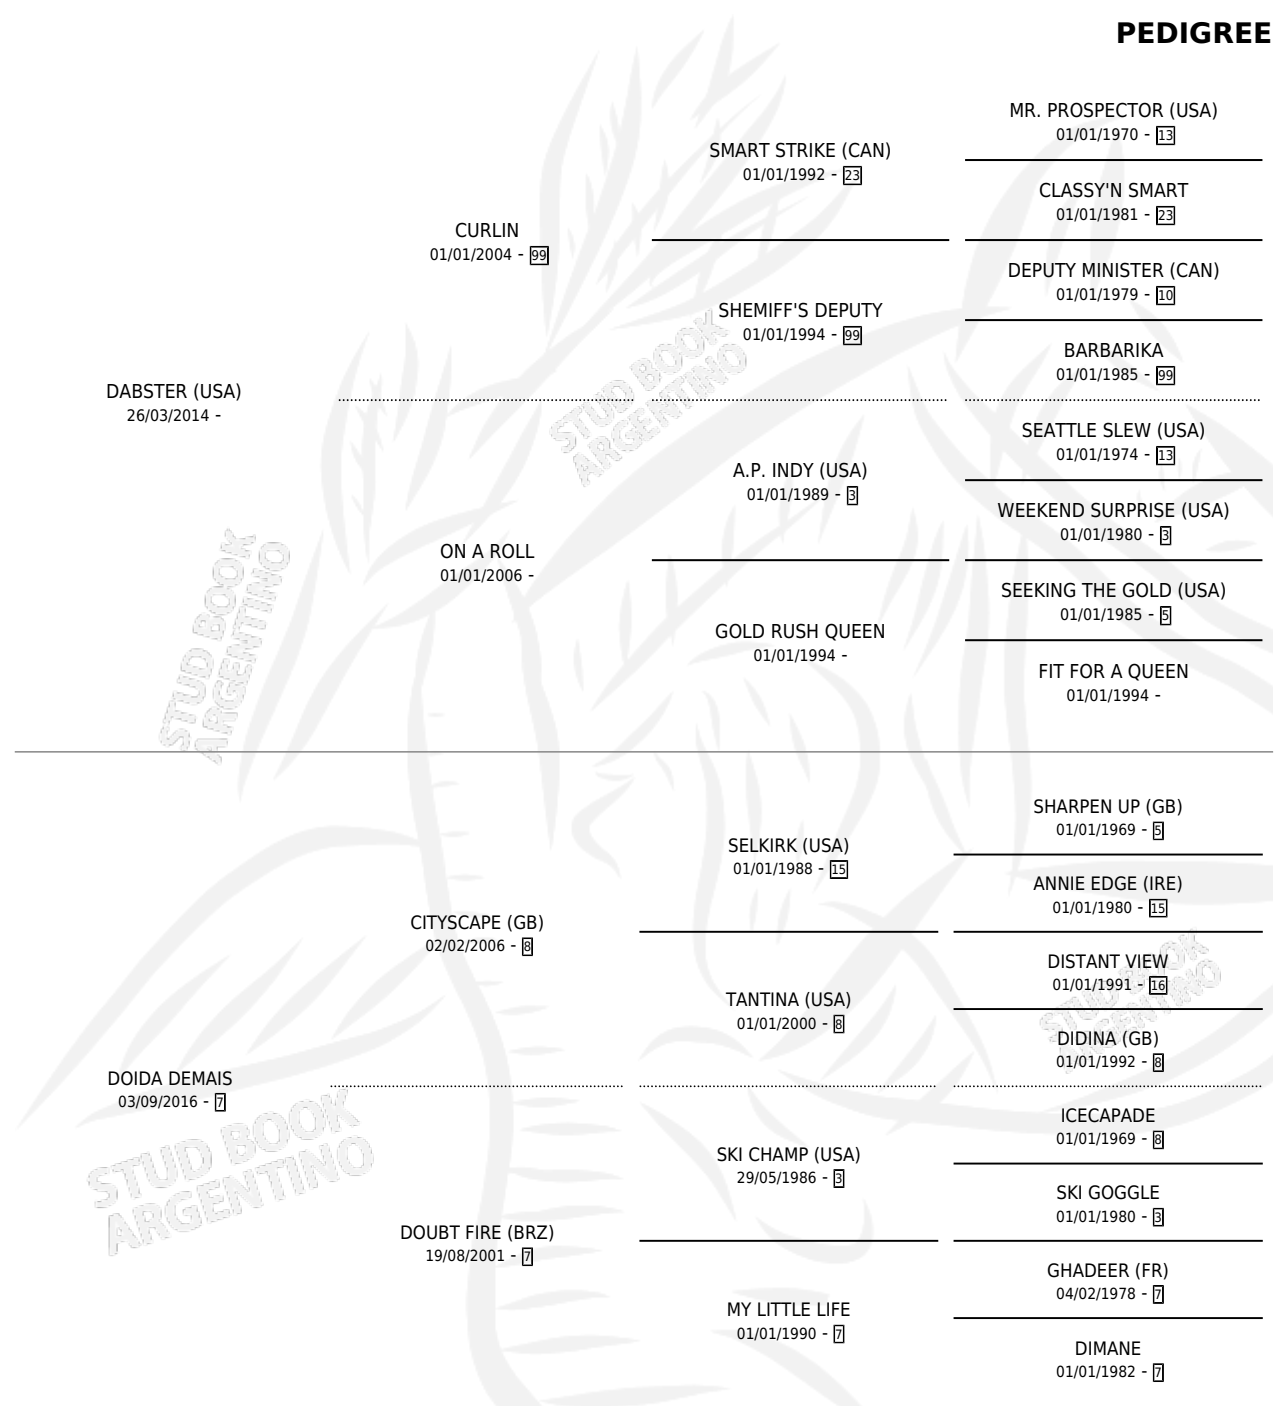 PEDIGREE
MR. PROSPECTOR (USA)
01/01/1970 - 13
SMART STRIKE (CAN)
01/01/1992 - 23
CLASSY'N SMART
01/01/1981 - 23
CURLIN
01/01/2004 - 99
DEPUTY MINISTER (CAN)
01/01/1979 - 10
SHEMIFF'S DEPUTY
01/01/1994 - 99
BARBARIKA
01/01/1985 - 99
DABSTER (USA)
26/03/2014 -
SEATTLE SLEW (USA)
01/01/1974 - 13
A.P. INDY (USA)
01/01/1989 - 3
WEEKEND SURPRISE (USA)
01/01/1980 - 3
ON A ROLL
01/01/2006 -
SEEKING THE GOLD (USA)
01/01/1985 - 5
GOLD RUSH QUEEN
01/01/1994 -
FIT FOR A QUEEN
01/01/1994 -
STUD BOOK
ARGENTINO
STUD BOOK
ARGENTINO
SHARPEN UP (GB)
01/01/1969 - 5
SELKIRK (USA)
01/01/1988 - 15
ANNIE EDGE (IRE)
01/01/1980 - 15
CITYSCAPE (GB)
02/02/2006 - 8
DISTANT VIEW
01/01/1991 - 16
TANTINA (USA)
01/01/2000 - 8
DIDINA (GB)
01/01/1992 - 8
STUD BOOK
ARGENTINO
DOIDA DEMAIS
03/09/2016 - 7
ICECAPADE
01/01/1969 - 8
SKI CHAMP (USA)
29/05/1986 - 3
SKI GOGGLE
01/01/1980 - 3
DOUBT FIRE (BRZ)
19/08/2001 - 7
GHADEER (FR)
04/02/1978 - 7
MY LITTLE LIFE
01/01/1990 - 7
DIMANE
01/01/1982 - 7
STUD BOOK
ARGENTINO